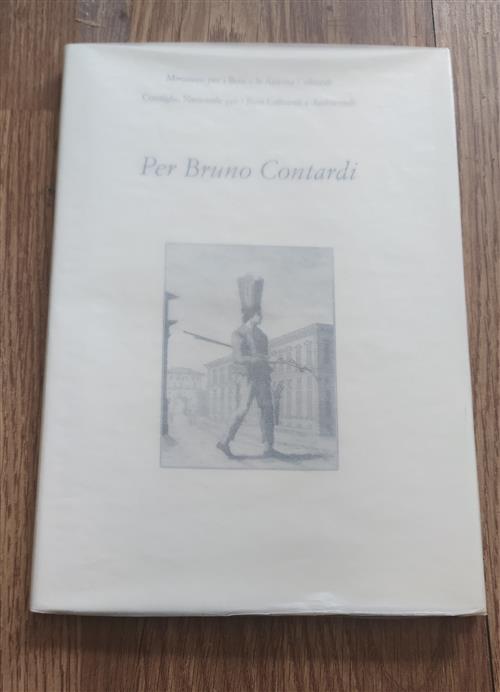 Ministero per i Beni e le Attività Culturali
Consiglio Nazionale per i Beni Culturali e Ambientali
Per Bruno Contardi